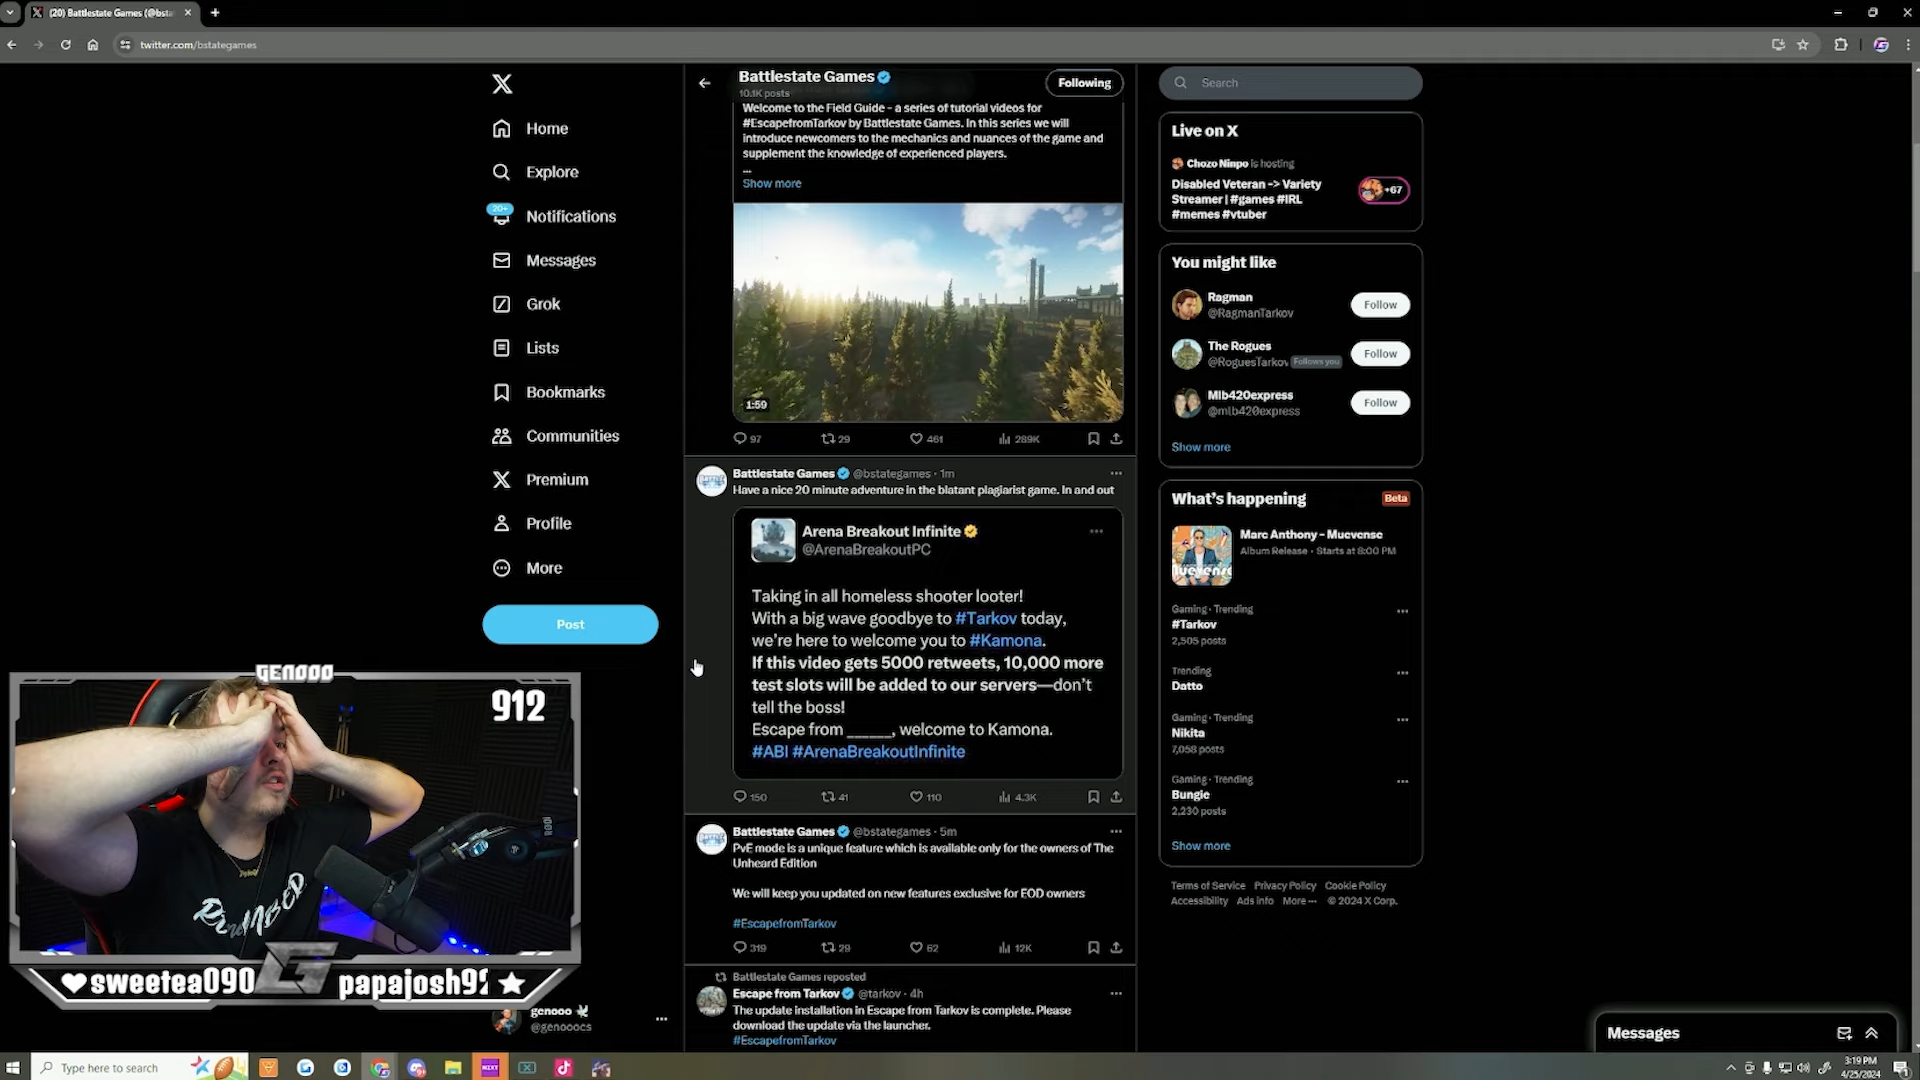 (20) Battlestate Games (@bsta
twitter.com/bstategames
Home
Explore
20+
Notifications
Messages
Grok
Lists
Bookmarks
Communities
Premium
Profile
More
Post
Battlestate Games
10.1K posts
Following
Welcome to the Field Guide - a series of tutorial videos for
#EscapefromTarkov by Battlestate Games. In this series we will
introduce newcomers to the mechanics and nuances of the game and
supplement the knowledge of experienced players.
...
Show more
1:59
97 29 461 289K
Battlestate Games @bstategames · 1m
Have a nice 20 minute adventure in the blatant plagiarist game. In and out
Arena Breakout Infinite
@ArenaBreakoutPC
Taking in all homeless shooter looter!
With a big wave goodbye to #Tarkov today,
we're here to welcome you to #Kamona.
If this video gets 5000 retweets, 10,000 more
test slots will be added to our servers—don't
tell the boss!
Escape from ______, welcome to Kamona.
#ABI #ArenaBreakoutInfinite
150 41 110 4.3K
Battlestate Games @bstategames · 5m
PvE mode is a unique feature which is available only for the owners of The
Unheard Edition
We will keep you updated on new features exclusive for EOD owners
#EscapefromTarkov
319 29 62 12K
Battlestate Games reposted
Escape from Tarkov @tarkov · 4h
The update installation in Escape from Tarkov is complete. Please
download the update via the launcher.
#EscapefromTarkov
Search
Live on X
Chozo Ninpo is hosting
Disabled Veteran -> Variety
Streamer | #games #IRL
#memes #vtuber
+67
You might like
Ragman
@RagmanTarkov
Follow
The Rogues
@RoguesTarkov Follows you
Follow
Mlb420express
@mlb420express
Follow
Show more
What's happening
Beta
Marc Anthony - Muevense
Album Release · Starts at 8:00 PM
Gaming · Trending
#Tarkov
2,505 posts
Trending
Datto
Gaming · Trending
Nikita
7,058 posts
Gaming · Trending
Bungie
2,230 posts
Show more
Terms of Service Privacy Policy Cookie Policy
Accessibility Ads info More ··· © 2024 X Corp.
Messages
GENOOO
912
sweetea090
papajosh92
genooo
@genooocs
Type here to search
3:19 PM
4/25/2024